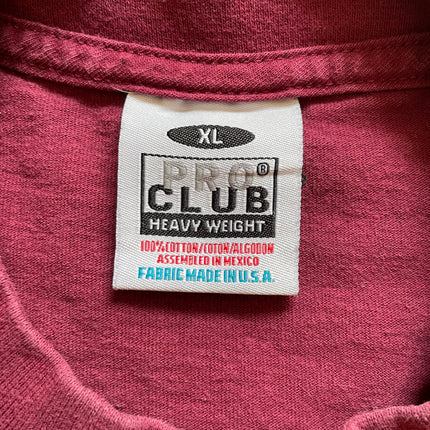 XL
PRO®
CLUB
HEAVY WEIGHT
100% COTTON/COTON/ALGODON
ASSEMBLED IN MEXICO
FABRIC MADE IN U.S.A.